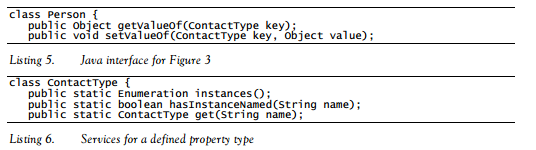 class Person {
public Object getValueOf(ContactType key);
public void setValueOf(ContactType key, Object value);
Listing 5. Java interface for Figure 3
class ContactType {
public static Enumeration instances();
public static boolean hasInstanceNamed(String name);
public static ContactType get(String name);
Listing 6. Services for a defined property type